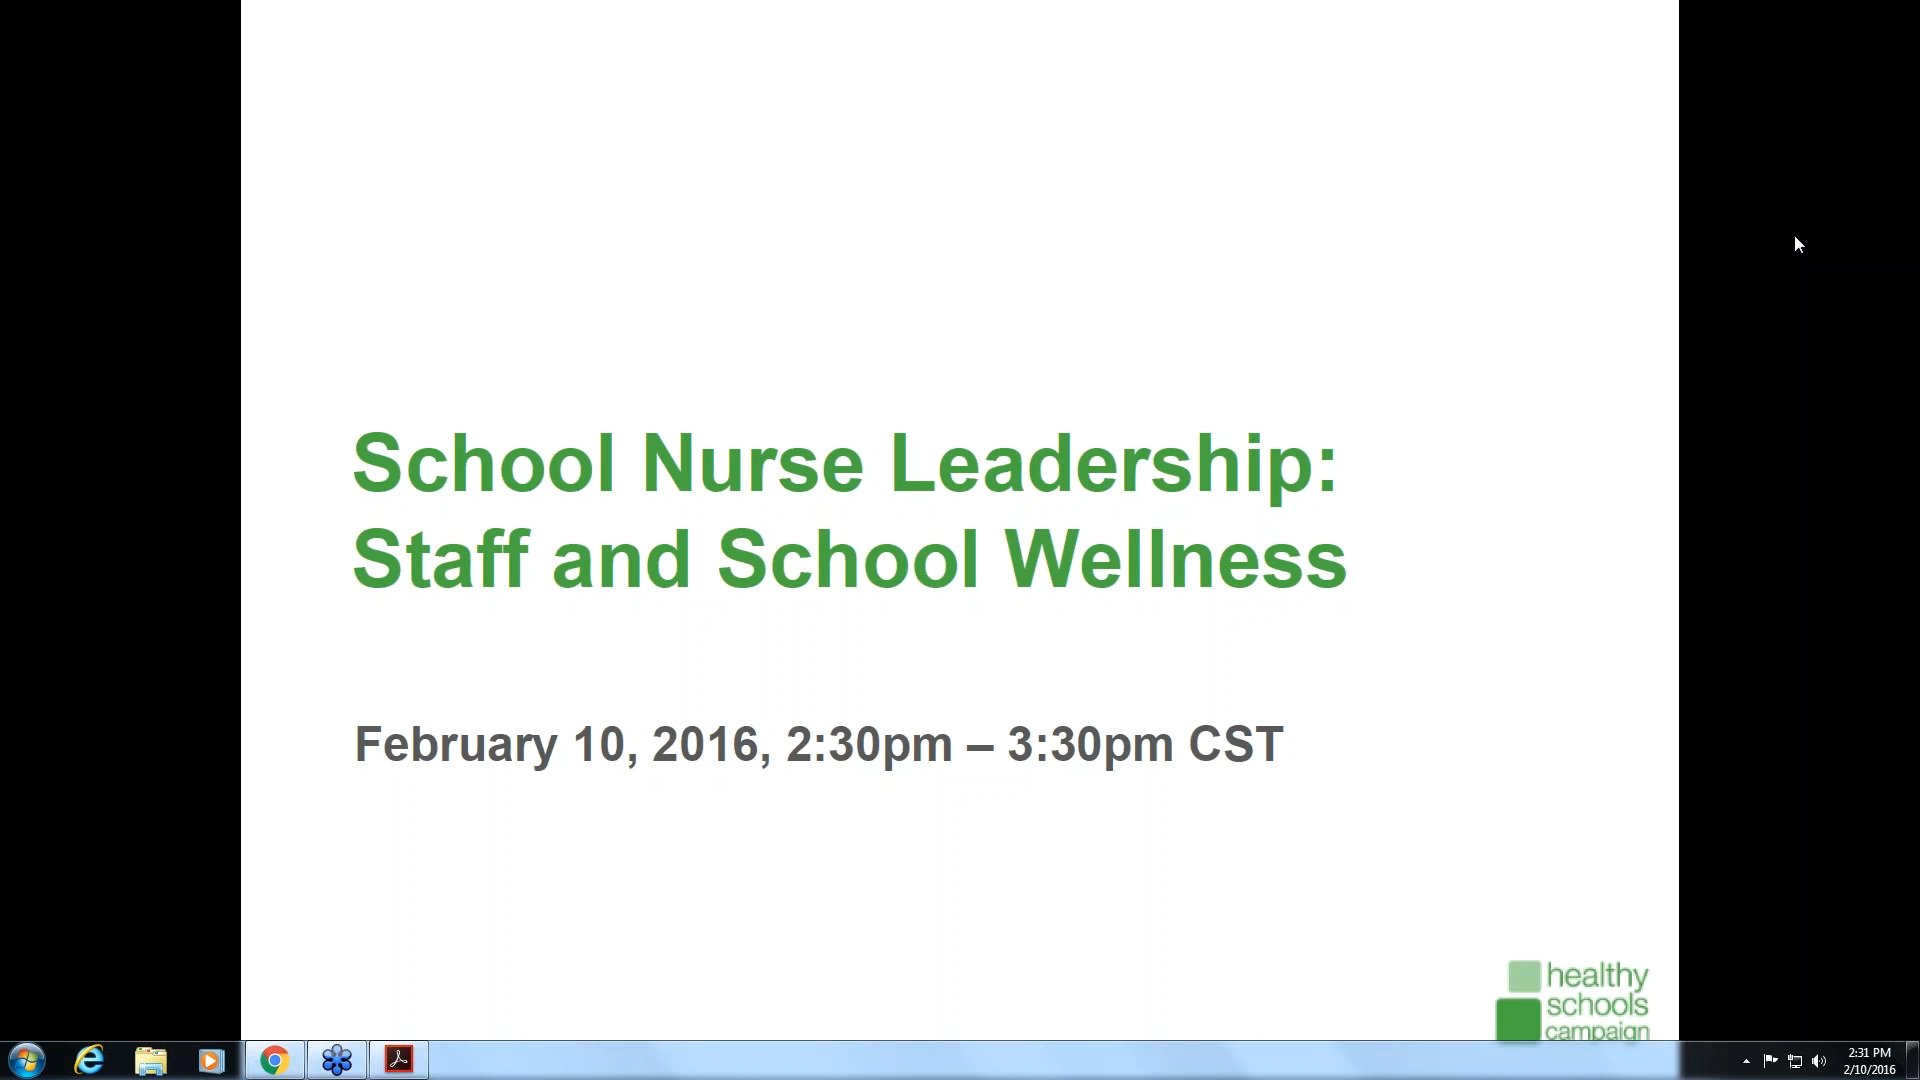 School Nurse Leadership:
Staff and School Wellness
February 10, 2016, 2:30pm – 3:30pm CST
healthy
schools
campaign
2:31 PM
2/10/2016